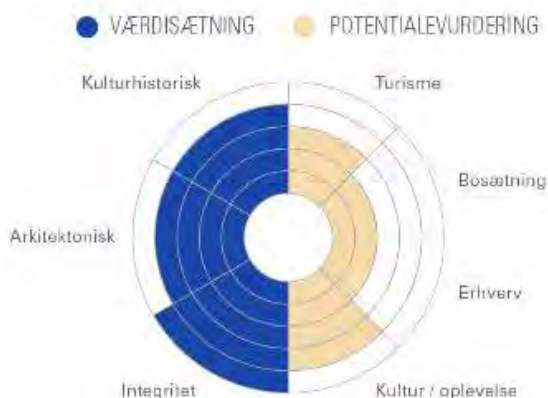 VÆRDISÆTNING POTENTIALEVURDERING
Kulturhistorisk Turisme
Bosætning
Arkitektonisk
Erhverv
Integritet Kultur / oplevelse